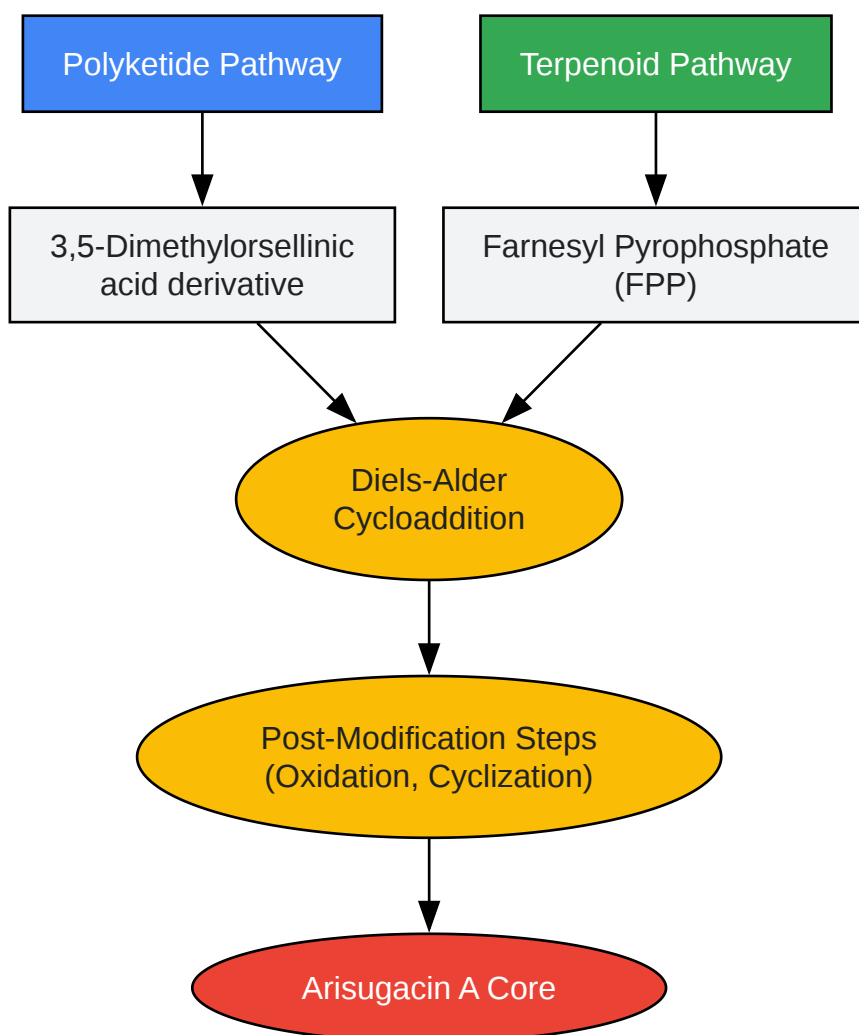 Polyketide Pathway
Terpenoid Pathway
3,5-Dimethylorsellinic
acid derivative
Farnesyl Pyrophosphate
(FPP)
Diels-Alder
Cycloaddition
Post-Modification Steps
(Oxidation, Cyclization)
Arisugacin A Core